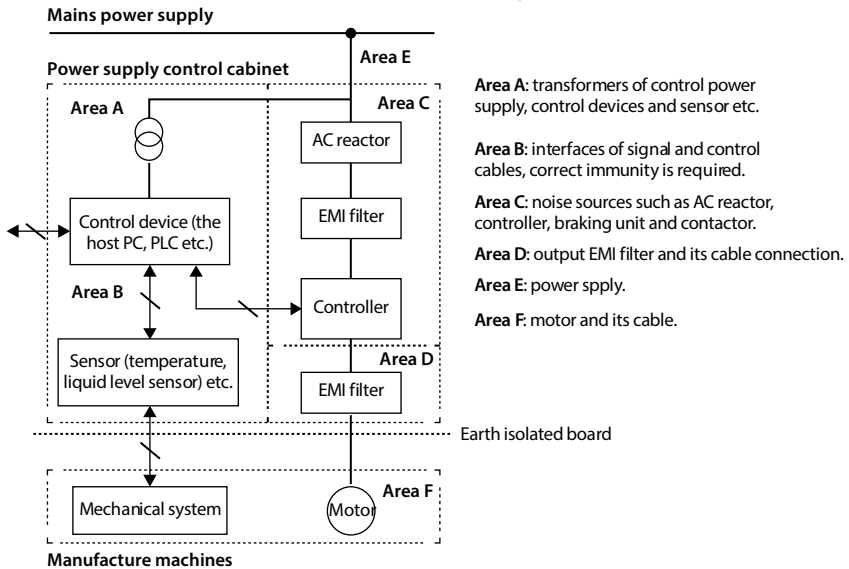 Mains power supply
Area E
Power supply control cabinet
Area A
Area C
AC reactor
EMI filter
Control device (the
host PC, PLC etc.)
Area B
Controller
Sensor (temperature,
liquid level sensor) etc.
Area D
EMI filter
Earth isolated board
Area F
Mechanical system
Motor
Manufacture machines
Area A: transformers of control power
supply, control devices and sensor etc.
Area B: interfaces of signal and control
cables, correct immunity is required.
Area C: noise sources such as AC reactor,
controller, braking unit and contactor.
Area D: output EMI filter and its cable connection.
Area E: power spply.
Area F: motor and its cable.